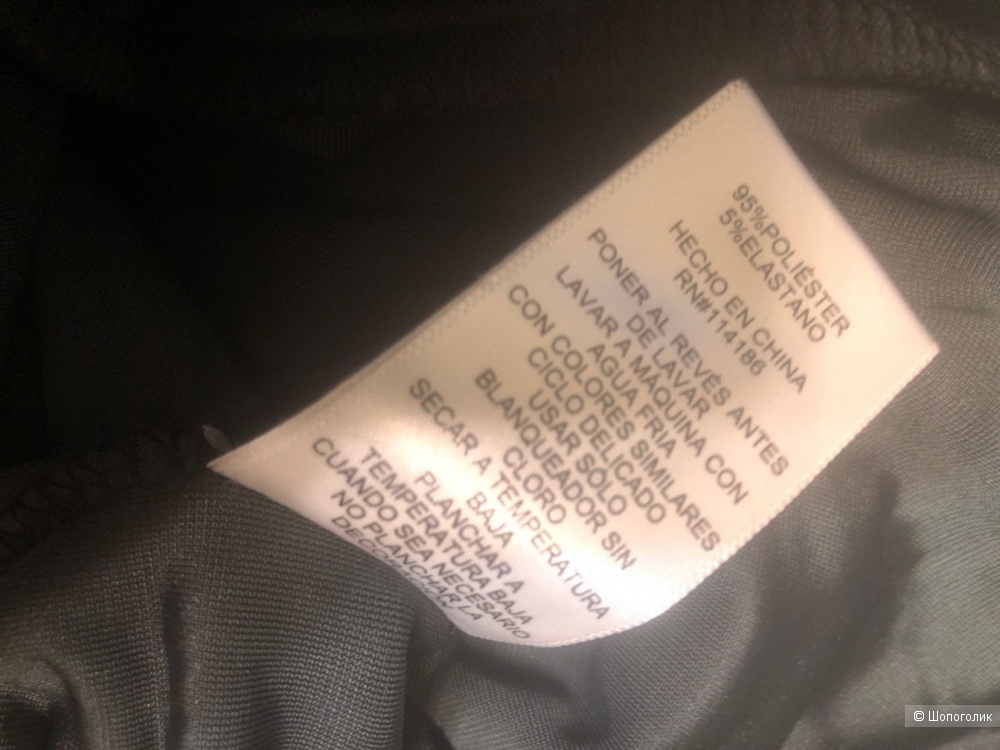 95%POLIÉSTER
5%ELASTANO
HECHO EN CHINA
RN#114186
PONER AL REVÉS ANTES
DE LAVAR
LAVAR A MÁQUINA CON
AGUA FRIA
CON COLORES SIMILARES
CICLO DELICADO
USAR SÓLO
BLANQUEADOR SIN
CLORO
SECAR A TEMPERATURA
BAJA
PLANCHAR A
TEMPERATURA BAJA
CUANDO SEA NECESARIO
NO PLANCHAR LA
© Шопоголик